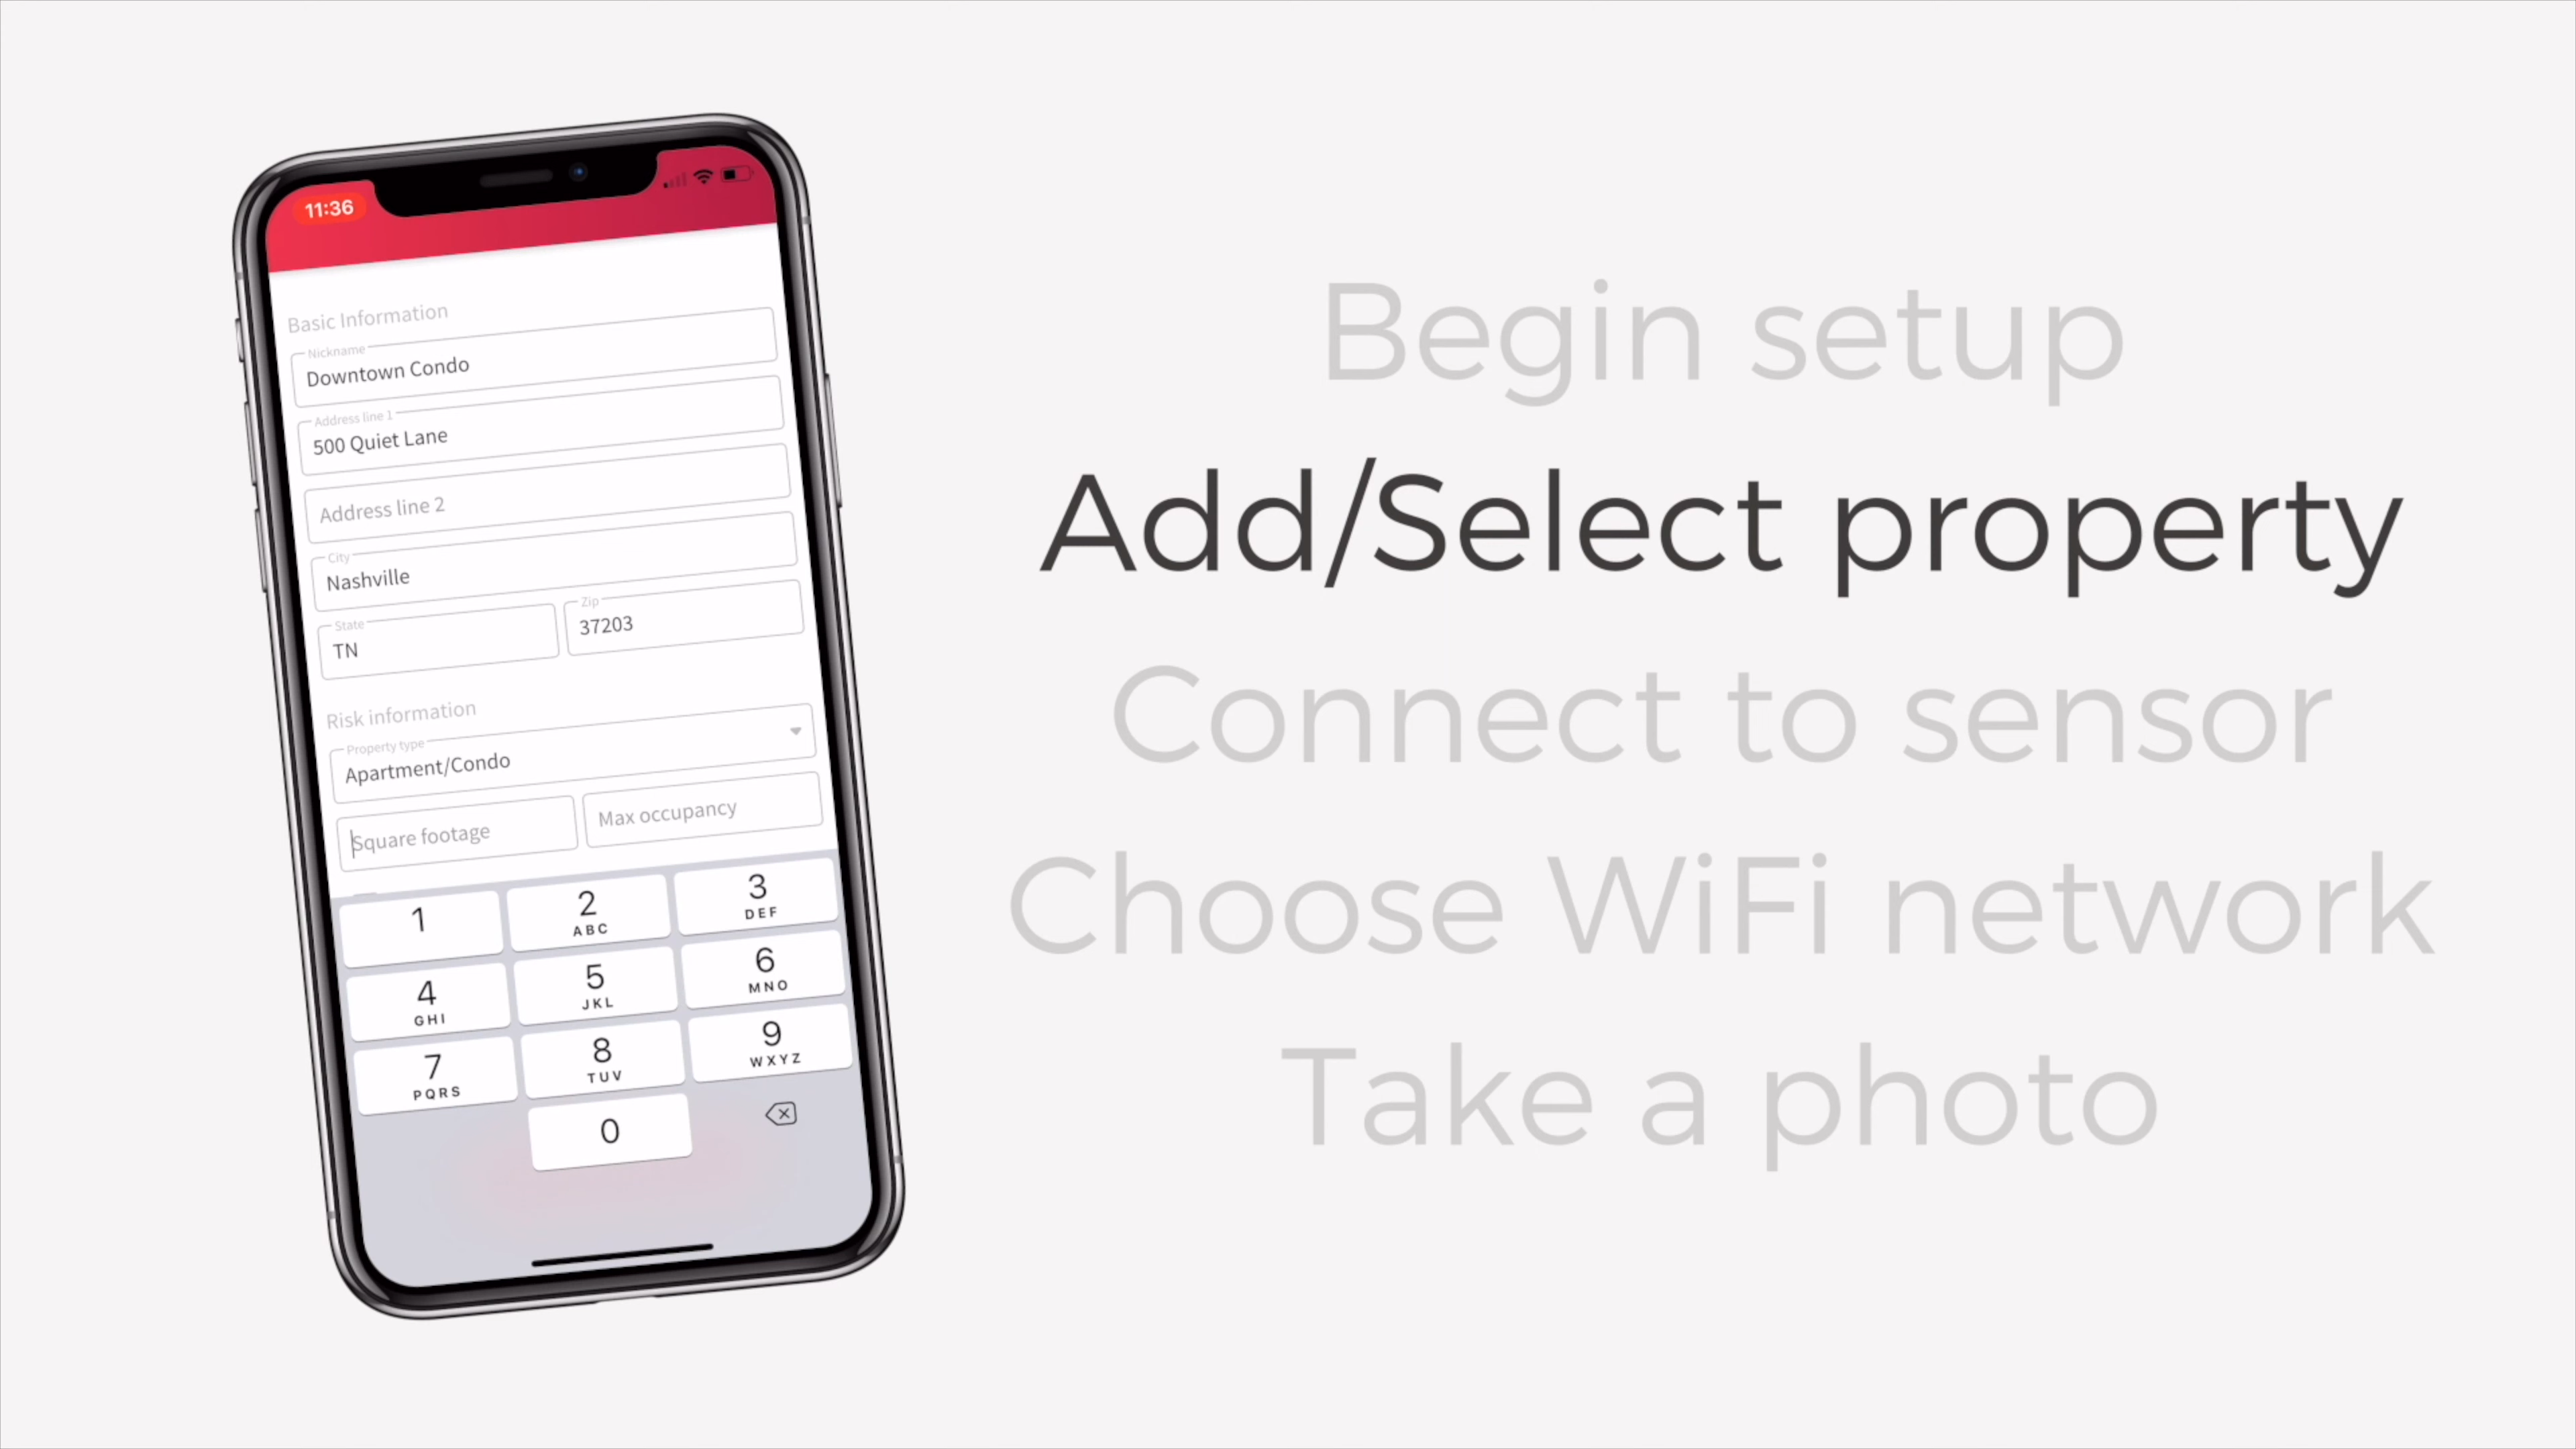 11:36
Basic Information
Nickname
Downtown Condo
Address line 1
500 Quiet Lane
Address line 2
City
Nashville
State
TN
Zip
37203
Risk information
Property type
Apartment/Condo
Square footage
Max occupancy
1
2
ABC
3
DEF
4
GHI
5
JKL
6
MNO
7
PQRS
8
TUV
9
WXYZ
0
Begin setup
Add/Select property
Connect to sensor
Choose WiFi network
Take a photo